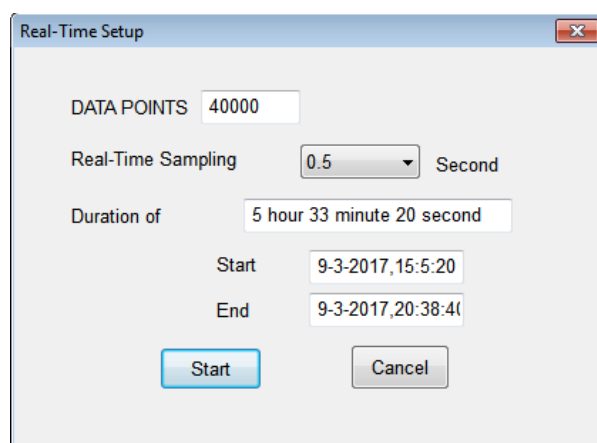 Real-Time Setup
DATA POINTS 40000
Real-Time Sampling 0.5 Second
Duration of 5 hour 33 minute 20 second
Start 9-3-2017,15:5:20
End 9-3-2017,20:38:40
Start Cancel